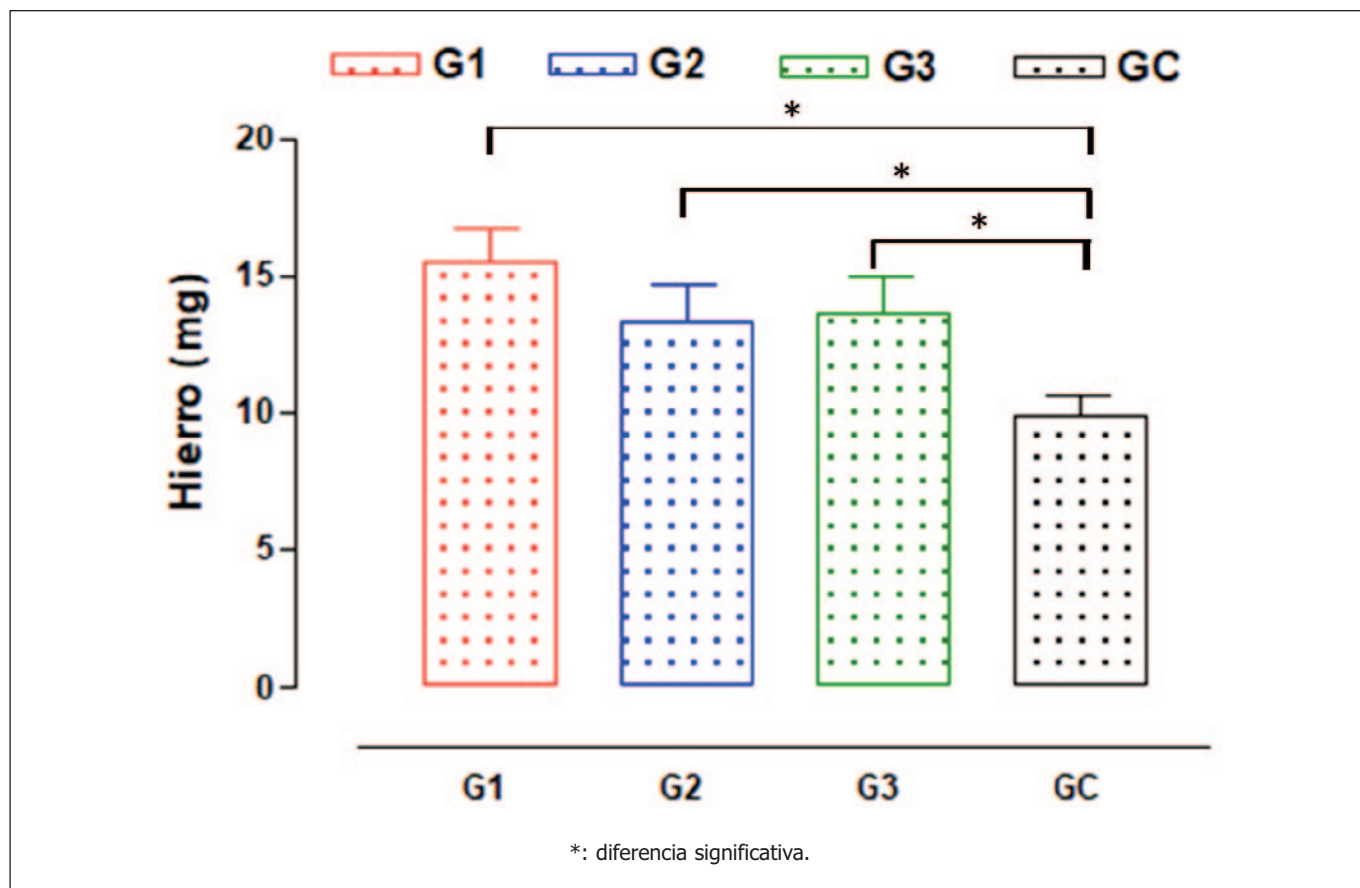 G1 G2 G3 GC
*
*
*
Hierro (mg)
20
15
10
5
0
G1 G2 G3 GC
*: diferencia significativa.